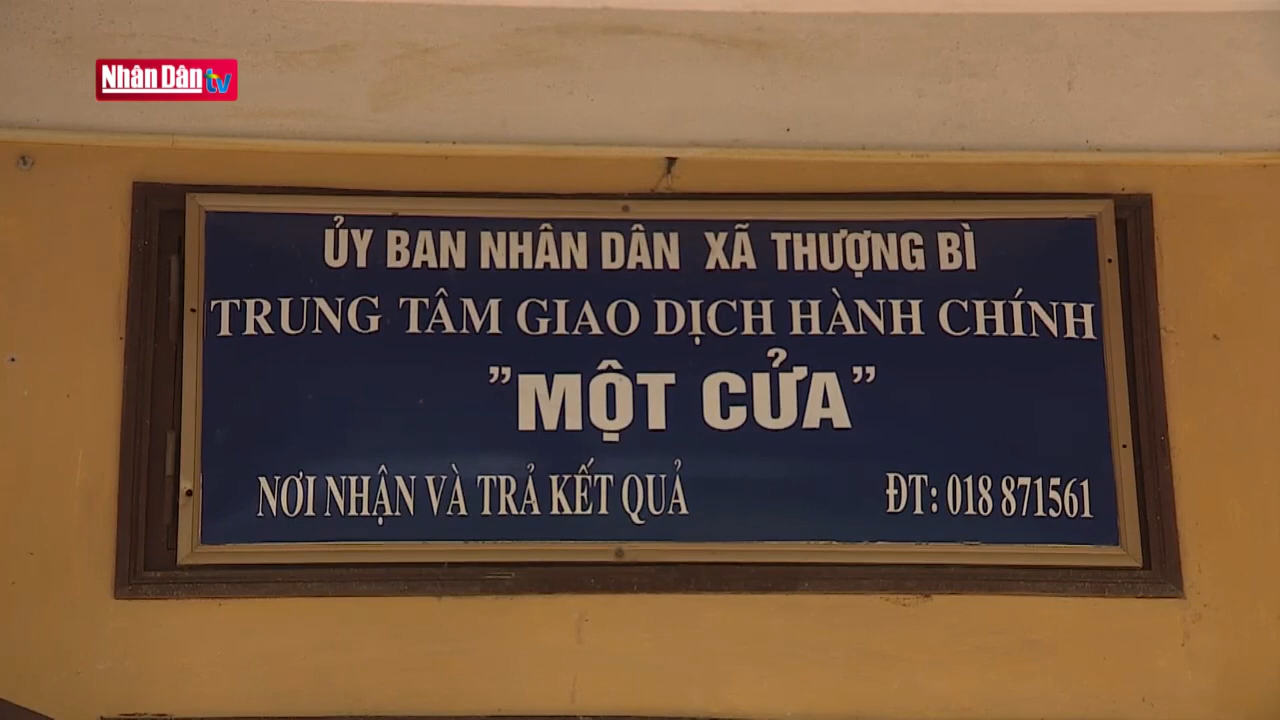 Nhân Dân tv
ỦY BAN NHÂN DÂN XÃ THƯỢNG BÌ
TRUNG TÂM GIAO DỊCH HÀNH CHÍNH
"MỘT CỬA"
NƠI NHẬN VÀ TRẢ KẾT QUẢ ĐT: 018 871561